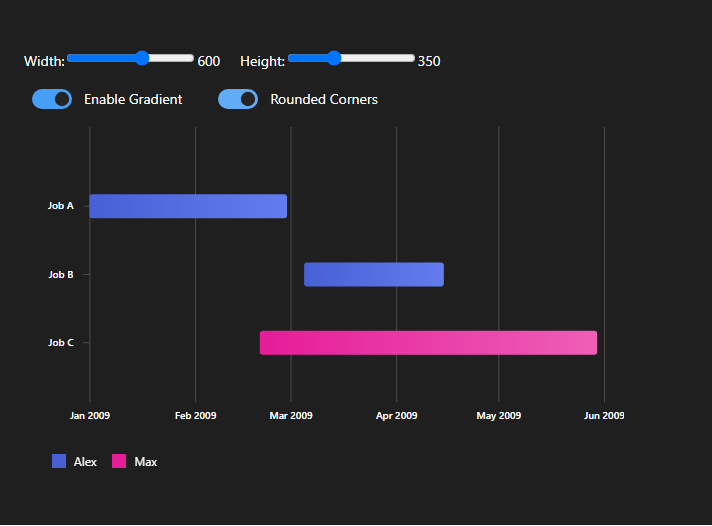 Width: 600 Height: 350
Enable Gradient Rounded Corners
Job A
Job B
Job C
Jan 2009 Feb 2009 Mar 2009 Apr 2009 May 2009 Jun 2009
Alex Max